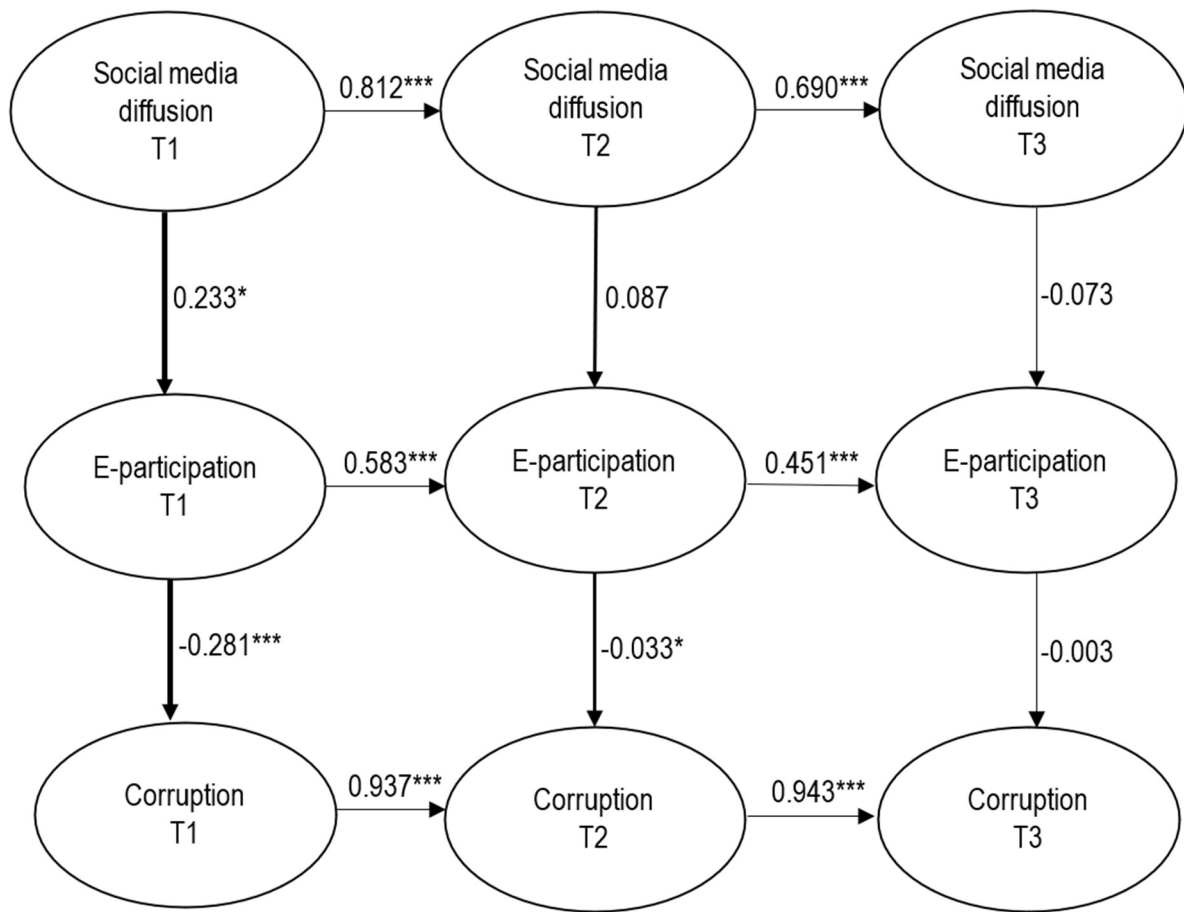 Social media
diffusion
T1
0.812***
Social media
diffusion
T2
0.690***
Social media
diffusion
T3
0.233*
0.087
-0.073
E-participation
T1
0.583***
E-participation
T2
0.451***
E-participation
T3
-0.281***
-0.033*
-0.003
Corruption
T1
0.937***
Corruption
T2
0.943***
Corruption
T3